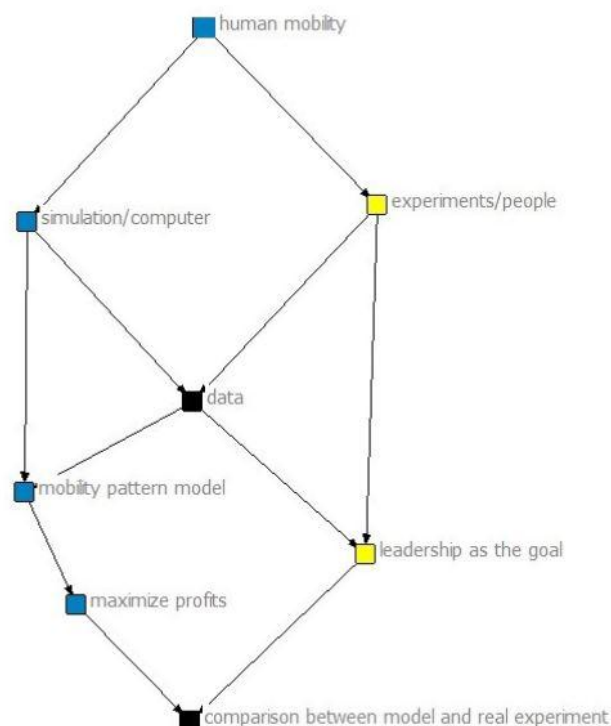 human mobility
experiments/people
simulation/computer
data
mobility pattern model
leadership as the goal
maximize profits
comparison between model and real experiment